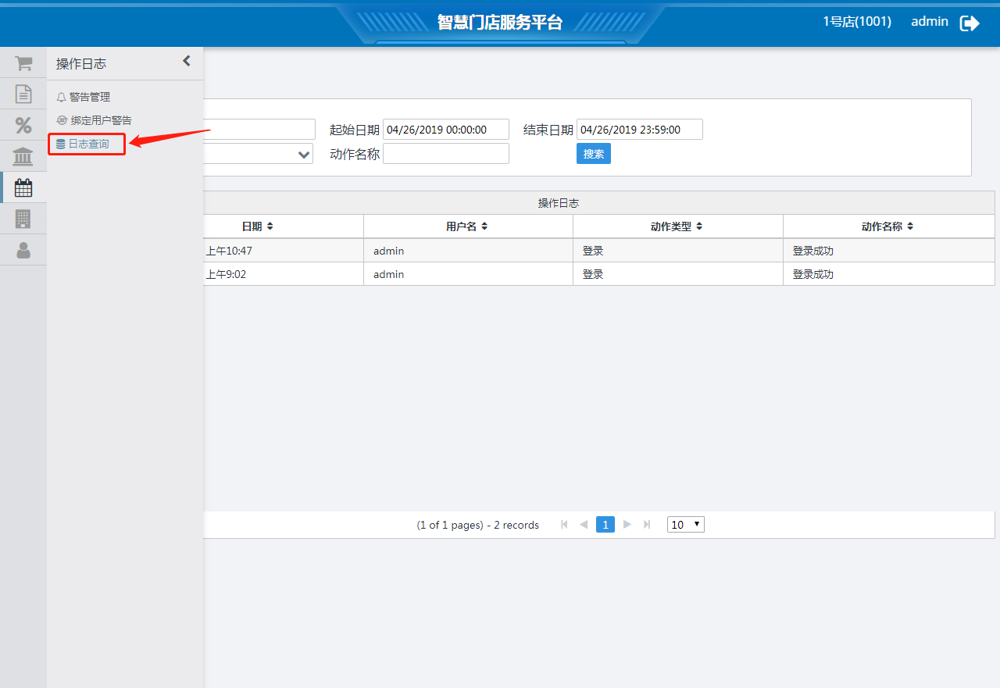 智慧门店服务平台
1号店(1001) admin
操作日志
警告管理
绑定用户警告
日志查询
起始日期 04/26/2019 00:00:00 结束日期 04/26/2019 23:59:00
动作名称 搜索
操作日志
日期 用户名 动作类型 动作名称
上午10:47 admin 登录 登录成功
上午9:02 admin 登录 登录成功
(1 of 1 pages) - 2 records 1 10